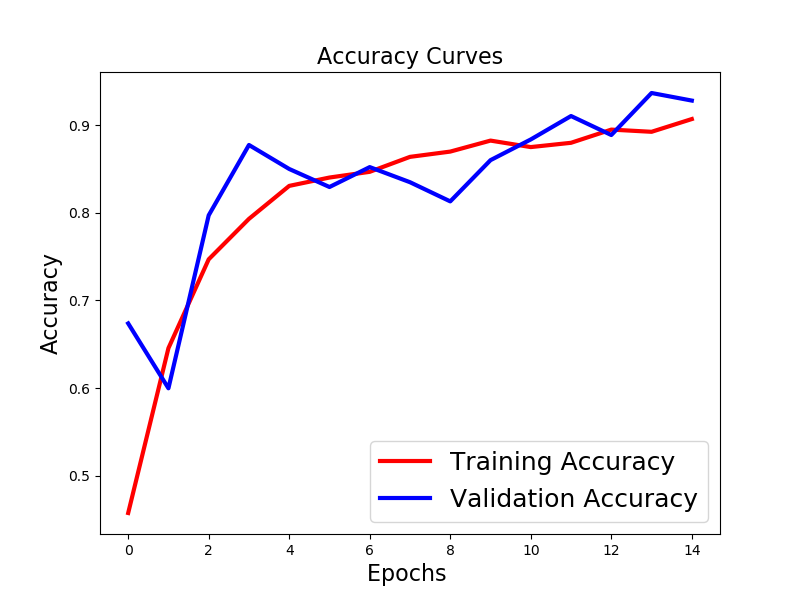 Accuracy Curves
Accuracy
0.9
0.8
0.7
0.6
0.5
Training Accuracy
Validation Accuracy
0 2 4 6 8 10 12 14
Epochs